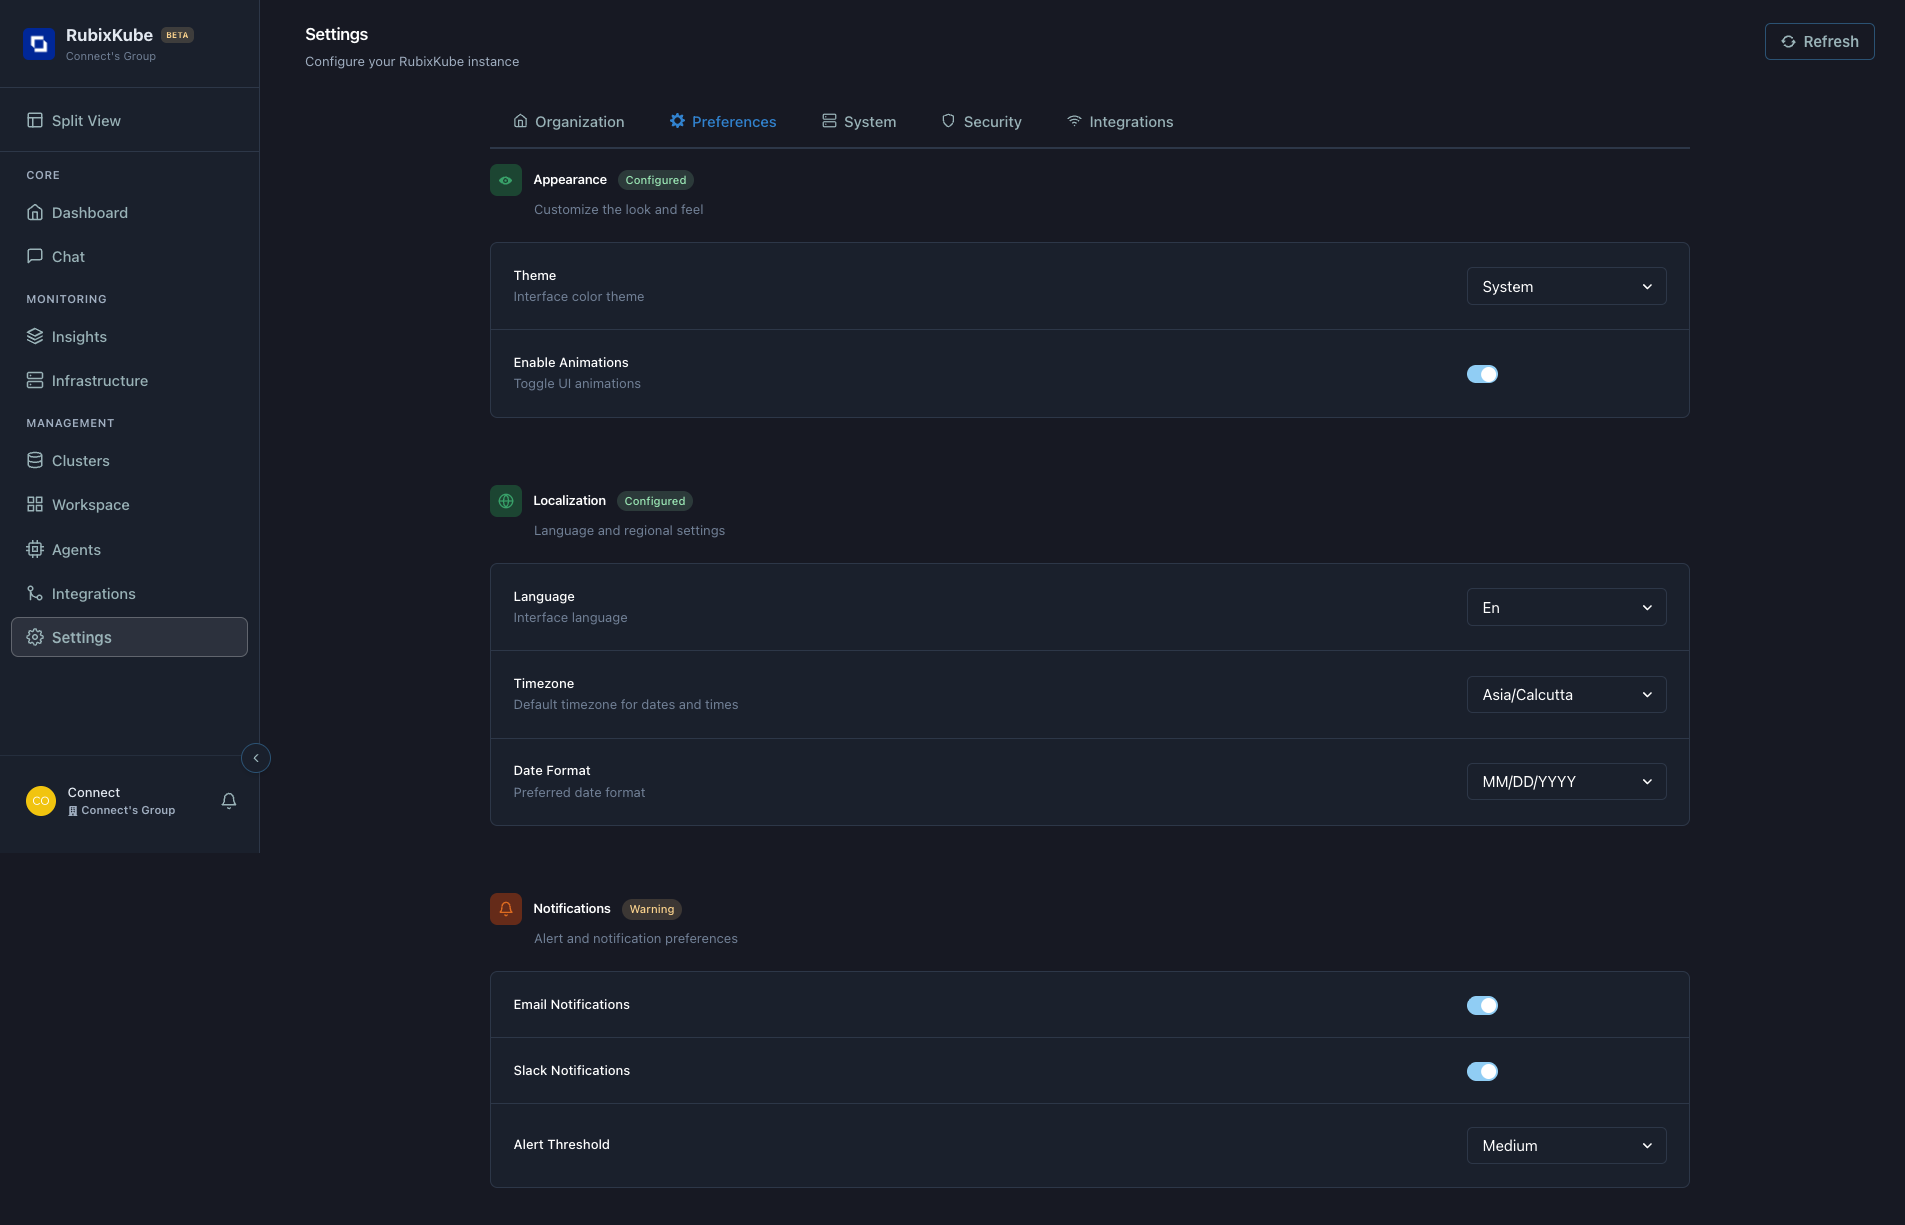 RubixKube BETA
Connect's Group
Split View
CORE
Dashboard
Chat
MONITORING
Insights
Infrastructure
MANAGEMENT
Clusters
Workspace
Agents
Integrations
Settings
CO
Connect
Connect's Group
Settings
Configure your RubixKube instance
Refresh
Organization
Preferences
System
Security
Integrations
Appearance Configured
Customize the look and feel
Theme
Interface color theme
System
Enable Animations
Toggle UI animations
Localization Configured
Language and regional settings
Language
Interface language
En
Timezone
Default timezone for dates and times
Asia/Calcutta
Date Format
Preferred date format
MM/DD/YYYY
Notifications Warning
Alert and notification preferences
Email Notifications
Slack Notifications
Alert Threshold
Medium